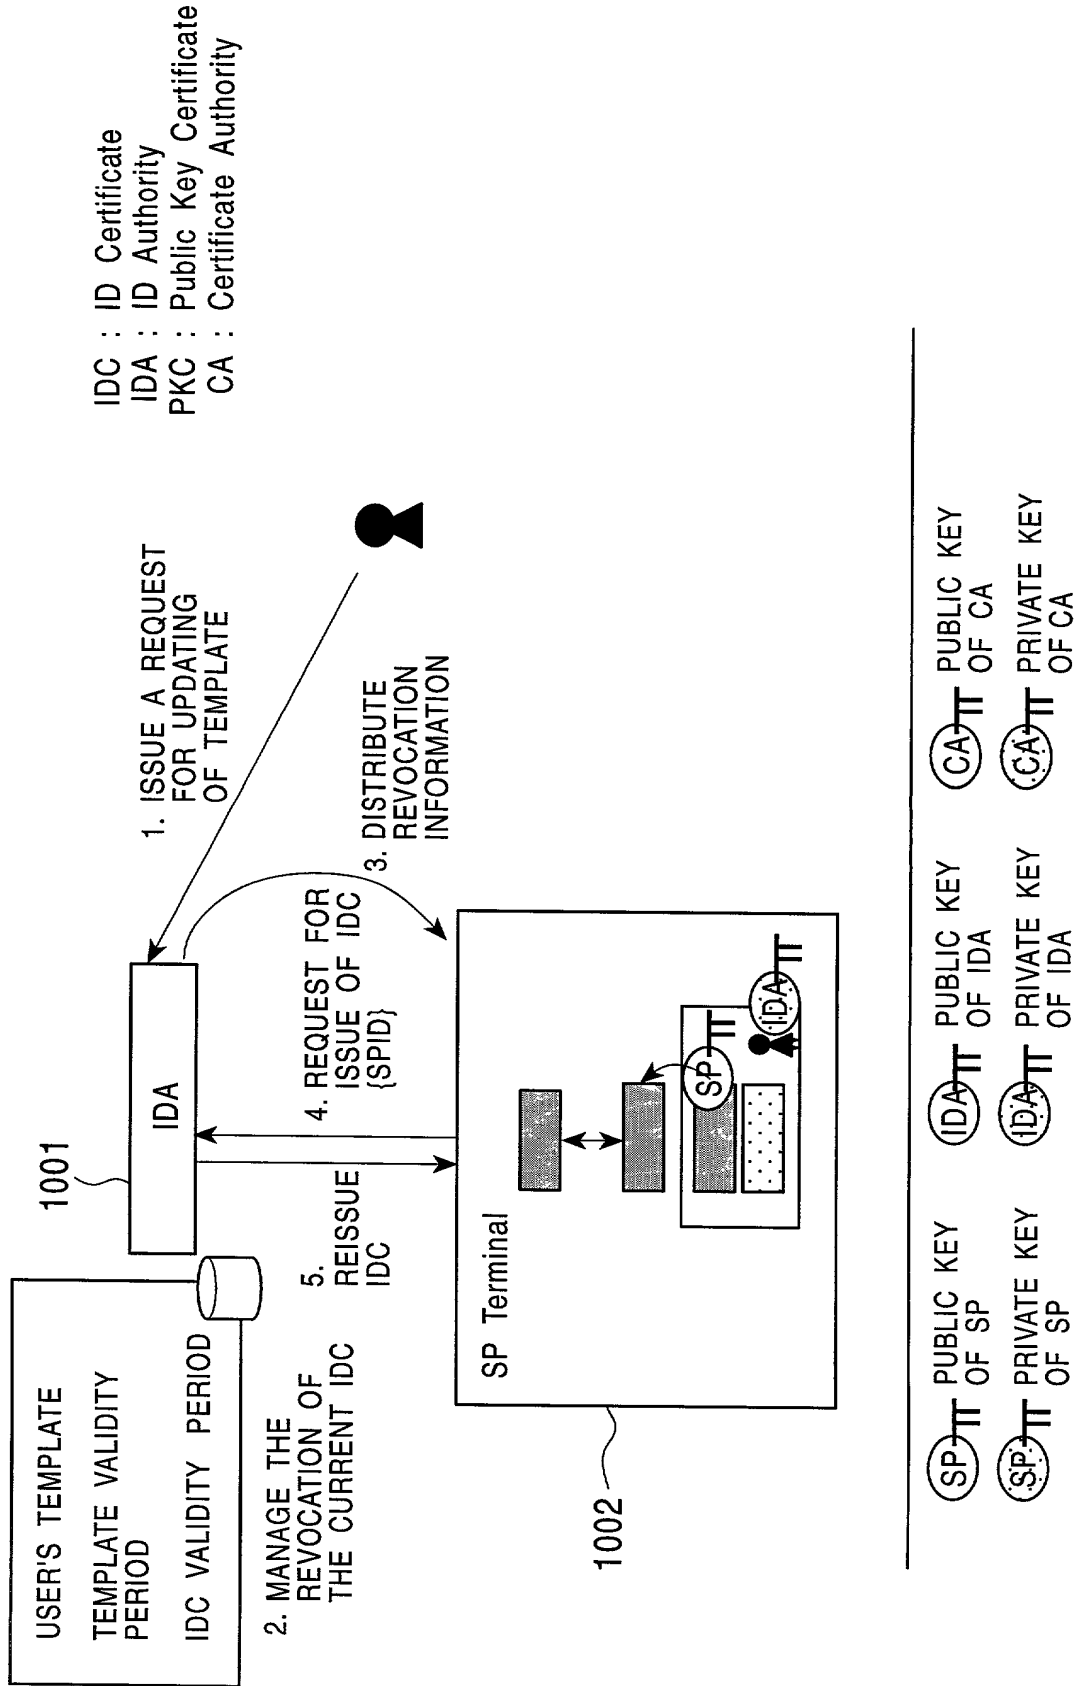 IDC : ID Certificate
IDA : ID Authority
PKC : Public Key Certificate
CA : Certificate Authority
USER'S TEMPLATE
TEMPLATE VALIDITY
PERIOD
IDC VALIDITY PERIOD
1001
IDA
1. ISSUE A REQUEST
FOR UPDATING
OF TEMPLATE
2. MANAGE THE
REVOCATION OF
THE CURRENT IDC
5.
REISSUE
IDC
4. REQUEST FOR
ISSUE OF IDC
{SPID}
3. DISTRIBUTE
REVOCATION
INFORMATION
SP Terminal
SP
IDA
1002
SP PUBLIC KEY
OF SP
IDA PUBLIC KEY
OF IDA
CA PUBLIC KEY
OF CA
SP PRIVATE KEY
OF SP
IDA PRIVATE KEY
OF IDA
CA PRIVATE KEY
OF CA